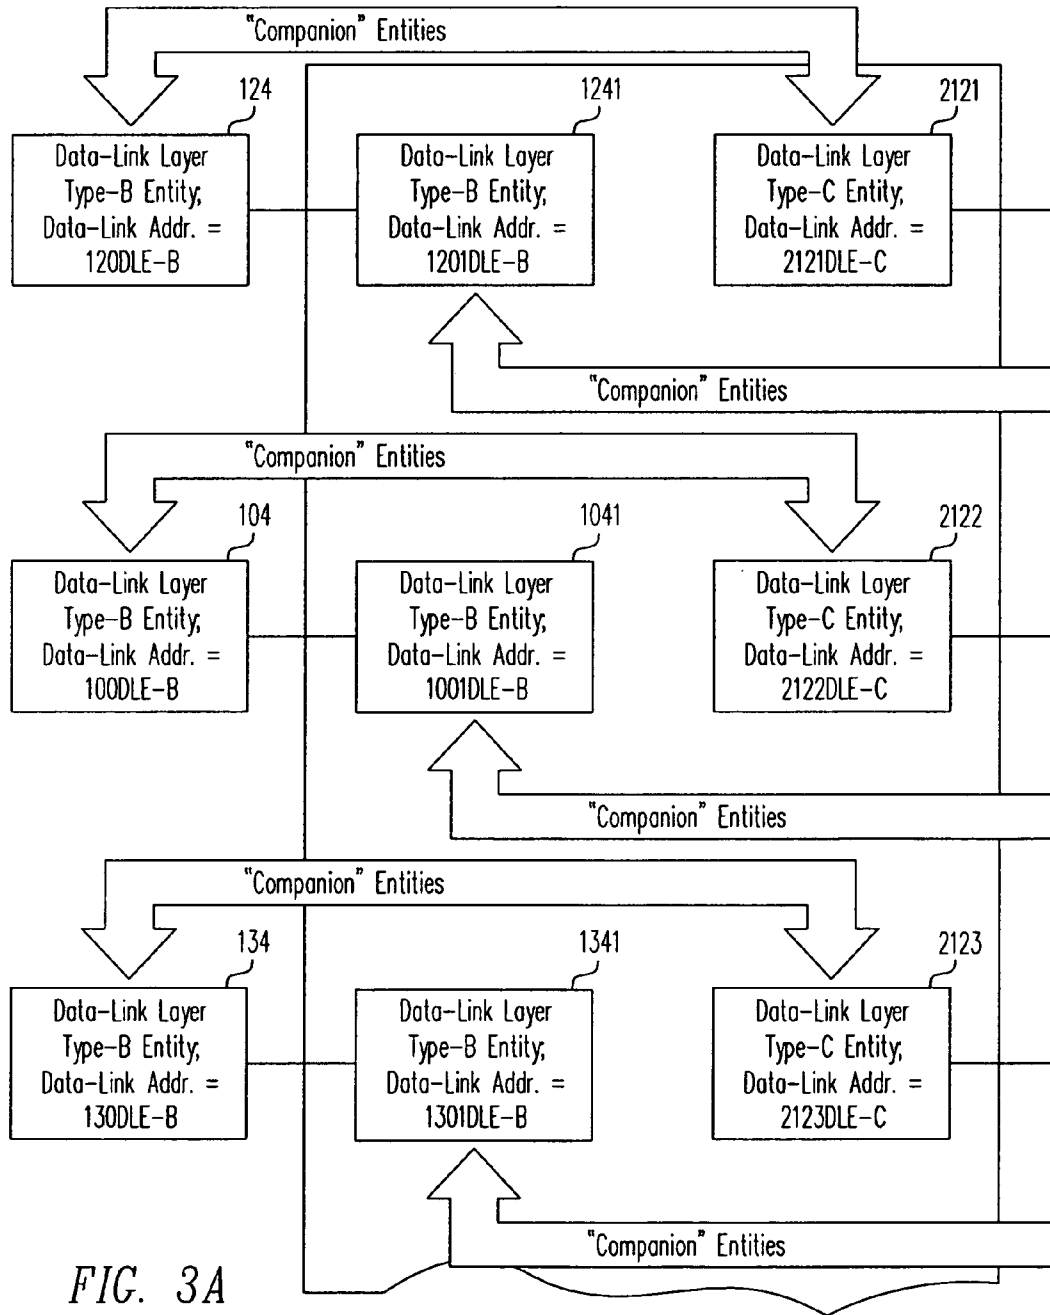 "Companion" Entities
124
1241
2121
Data-Link Layer
Type-B Entity;
Data-Link Addr. =
120DLE-B
Data-Link Layer
Type-B Entity;
Data-Link Addr. =
1201DLE-B
Data-Link Layer
Type-C Entity;
Data-Link Addr. =
2121DLE-C
"Companion" Entities
"Companion" Entities
104
1041
2122
Data-Link Layer
Type-B Entity;
Data-Link Addr. =
100DLE-B
Data-Link Layer
Type-B Entity;
Data-Link Addr. =
1001DLE-B
Data-Link Layer
Type-C Entity;
Data-Link Addr. =
2122DLE-C
"Companion" Entities
"Companion" Entities
134
1341
2123
Data-Link Layer
Type-B Entity;
Data-Link Addr. =
130DLE-B
Data-Link Layer
Type-B Entity;
Data-Link Addr. =
1301DLE-B
Data-Link Layer
Type-C Entity;
Data-Link Addr. =
2123DLE-C
"Companion" Entities
FIG. 3A